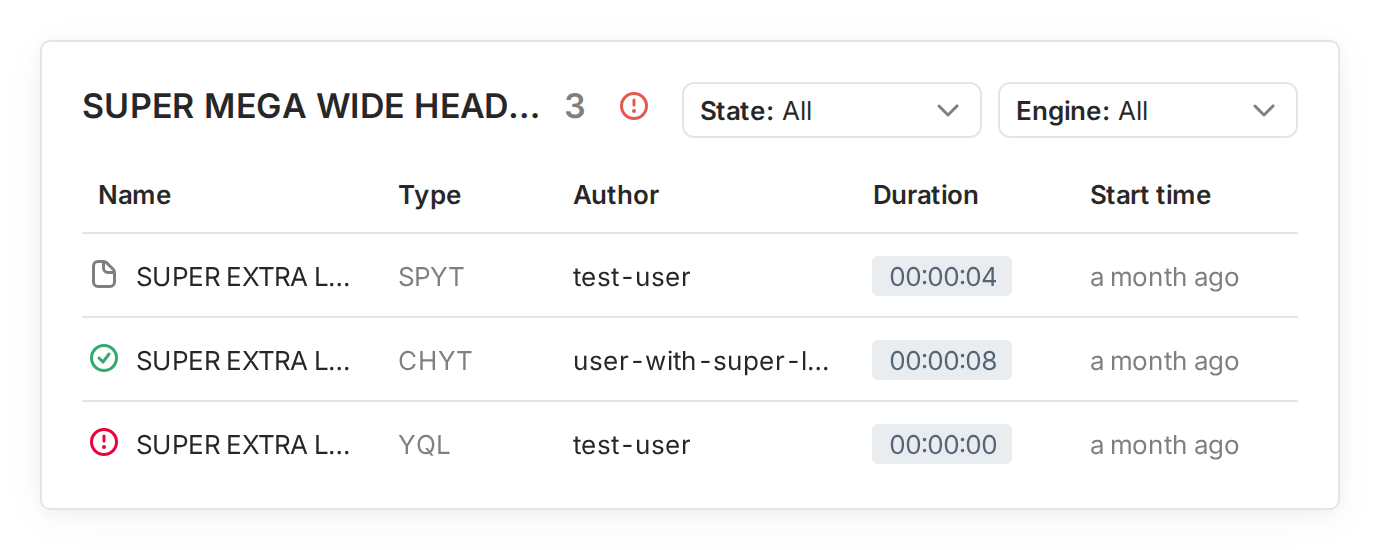 SUPER MEGA WIDE HEAD... 3 State: All Engine: All
Name Type Author Duration Start time
SUPER EXTRA L... SPYT test-user 00:00:04 a month ago
SUPER EXTRA L... CHYT user-with-super-l... 00:00:08 a month ago
SUPER EXTRA L... YQL test-user 00:00:00 a month ago